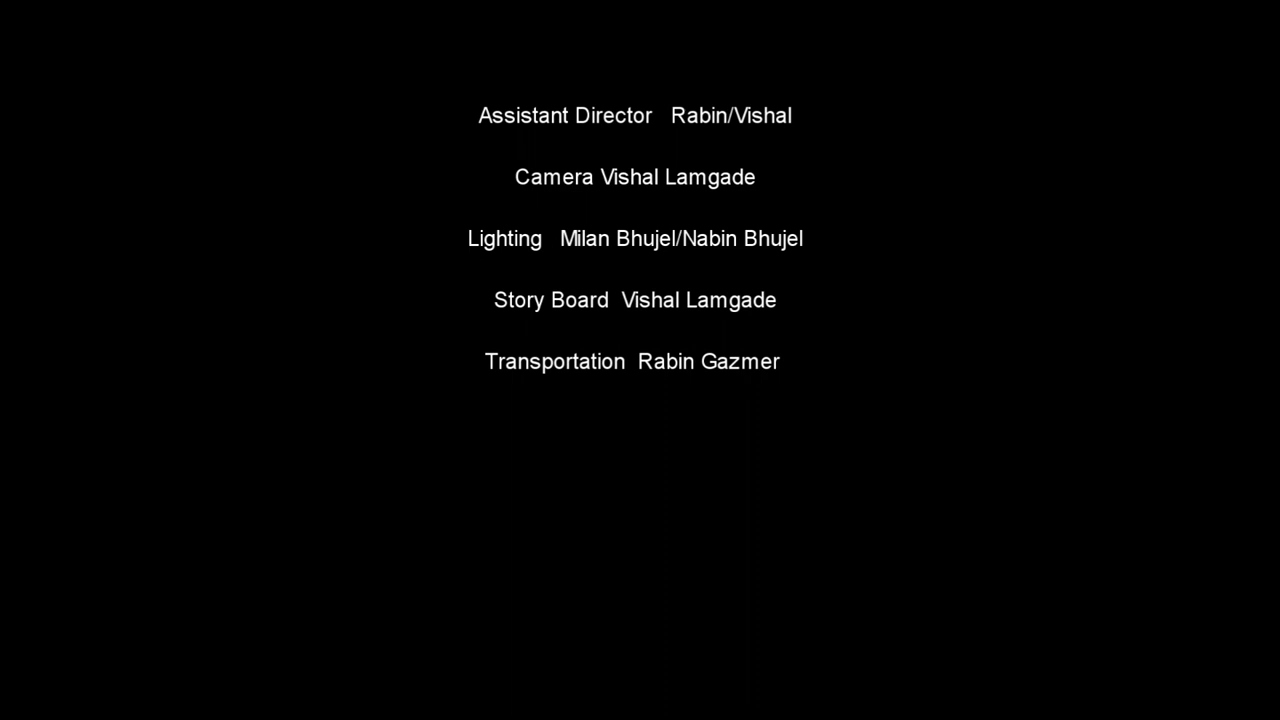 Assistant Director   Rabin/Vishal
Camera Vishal Lamgade
Lighting   Milan Bhujel/Nabin Bhujel
Story Board  Vishal Lamgade
Transportation  Rabin Gazmer